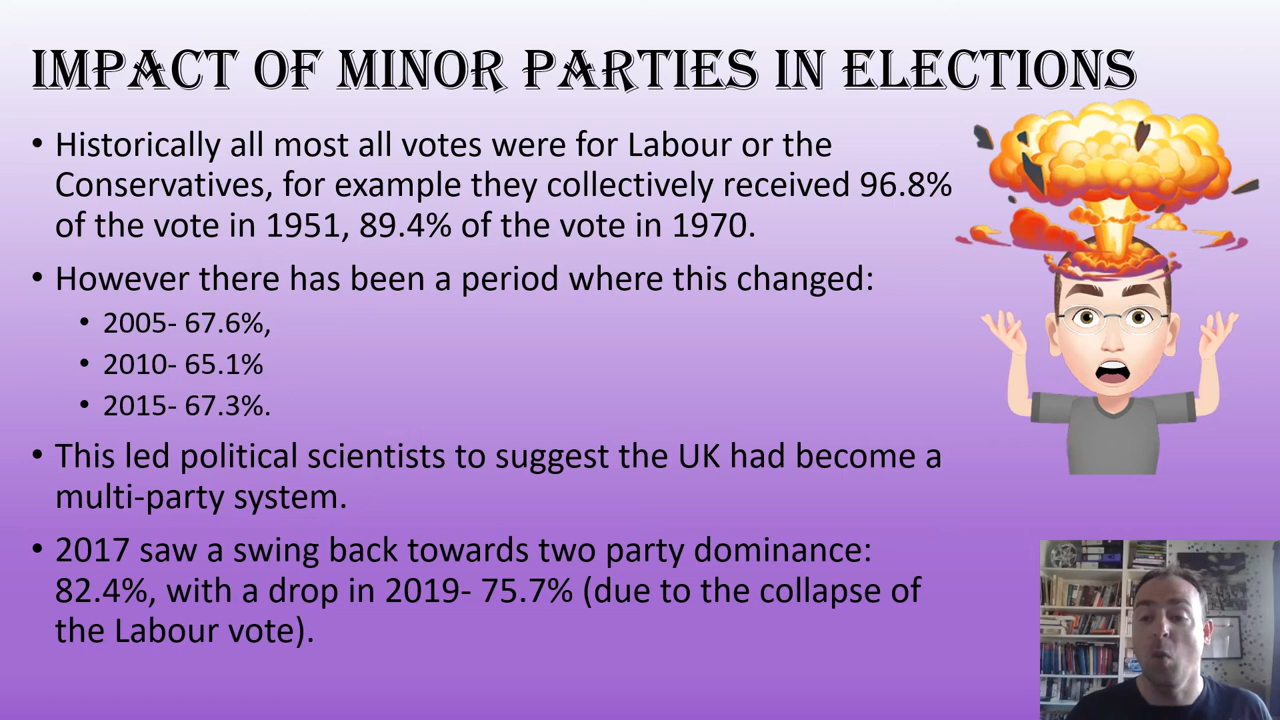 IMPACT OF MINOR PARTIES IN ELECTIONS
• Historically all most all votes were for Labour or the
Conservatives, for example they collectively received 96.8%
of the vote in 1951, 89.4% of the vote in 1970.
• However there has been a period where this changed:
• 2005- 67.6%,
• 2010- 65.1%
• 2015- 67.3%.
• This led political scientists to suggest the UK had become a
multi-party system.
• 2017 saw a swing back towards two party dominance:
82.4%, with a drop in 2019- 75.7% (due to the collapse of
the Labour vote).